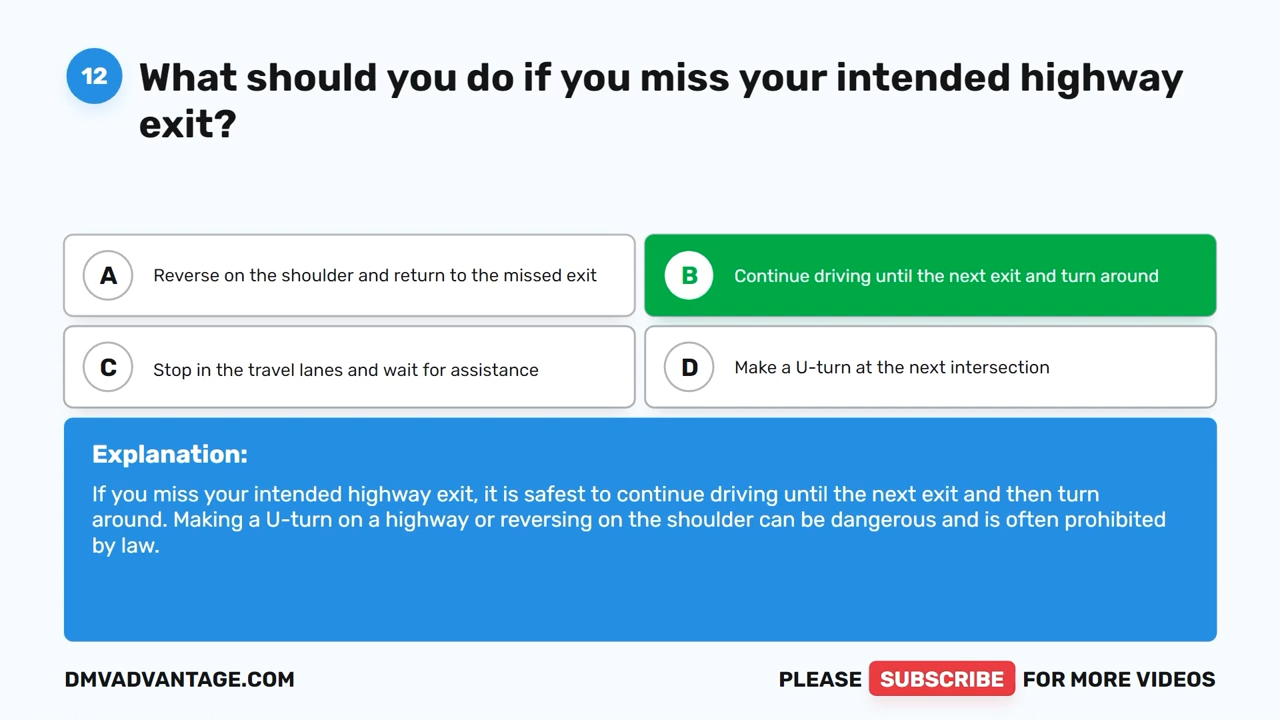 12
What should you do if you miss your intended highway
exit?
A
Reverse on the shoulder and return to the missed exit
B
Continue driving until the next exit and turn around
C
Stop in the travel lanes and wait for assistance
D
Make a U-turn at the next intersection
Explanation:
If you miss your intended highway exit, it is safest to continue driving until the next exit and then turn
around. Making a U-turn on a highway or reversing on the shoulder can be dangerous and is often prohibited
by law.
DMVADVANTAGE.COM
PLEASE SUBSCRIBE FOR MORE VIDEOS